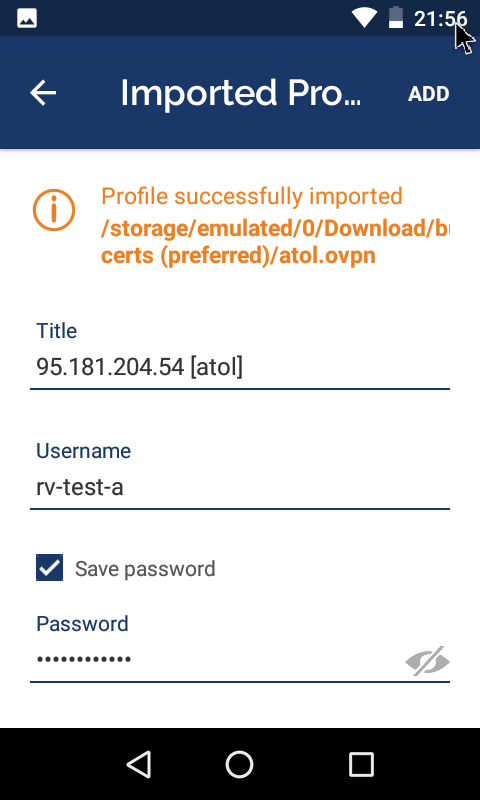 21:56
Imported Pro...
ADD
Profile successfully imported
/storage/emulated/0/Download/b
certs (preferred)/atol.ovpn
Title
95.181.204.54 [atol]
Username
rv-test-a
Save password
Password
••••••••••••